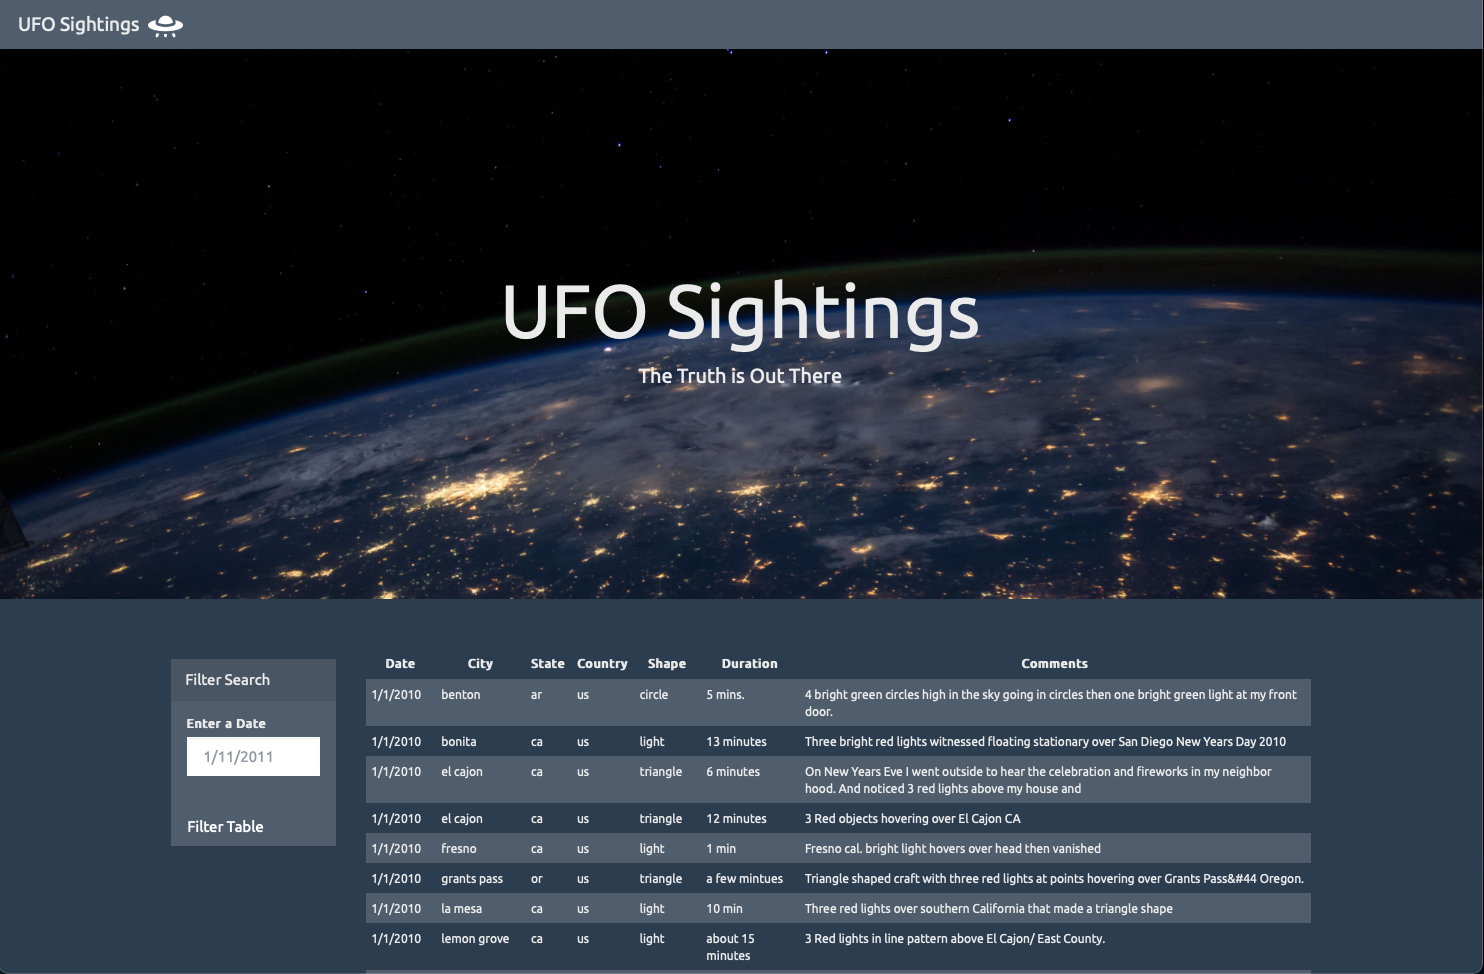 UFO Sightings
UFO Sightings
The Truth is Out There
Filter Search
Enter a Date
1/11/2011
Filter Table
Date City State Country Shape Duration Comments
1/1/2010 benton ar us circle 5 mins. 4 bright green circles high in the sky going in circles then one bright green light at my front
door.
1/1/2010 bonita ca us light 13 minutes Three bright red lights witnessed floating stationary over San Diego New Years Day 2010
1/1/2010 el cajon ca us triangle 6 minutes On New Years Eve I went outside to hear the celebration and fireworks in my neighbor
hood. And noticed 3 red lights above my house and
1/1/2010 el cajon ca us triangle 12 minutes 3 Red objects hovering over El Cajon CA
1/1/2010 fresno ca us light 1 min Fresno cal. bright light hovers over head then vanished
1/1/2010 grants pass or us triangle a few mintues Triangle shaped craft with three red lights at points hovering over Grants Pass&#44 Oregon.
1/1/2010 la mesa ca us light 10 min Three red lights over southern California that made a triangle shape
1/1/2010 lemon grove ca us light about 15 3 Red lights in line pattern above El Cajon/ East County.
minutes